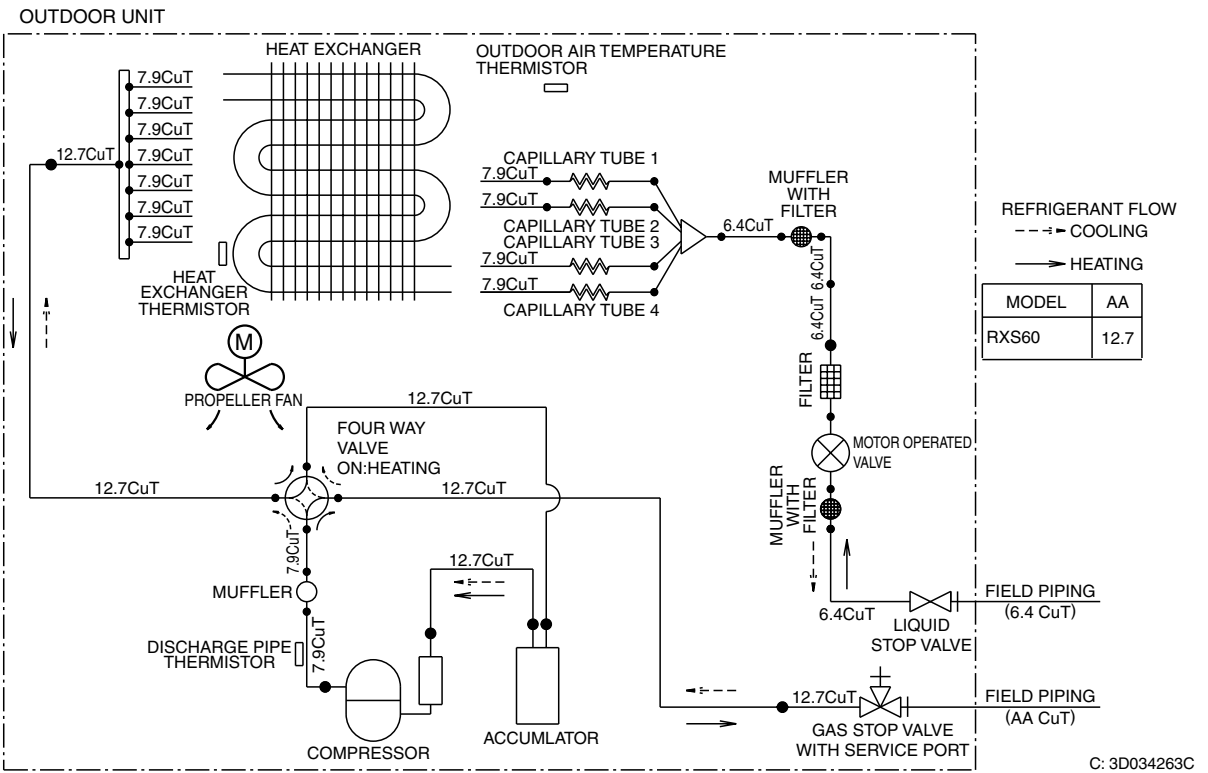 OUTDOOR UNIT
HEAT EXCHANGER
OUTDOOR AIR TEMPERATURE
THERMISTOR
7.9CuT
7.9CuT
7.9CuT
7.9CuT
7.9CuT
7.9CuT
7.9CuT
12.7CuT
HEAT
EXCHANGER
THERMISTOR
CAPILLARY TUBE 1
7.9CuT
7.9CuT
CAPILLARY TUBE 2
CAPILLARY TUBE 3
7.9CuT
7.9CuT
CAPILLARY TUBE 4
6.4CuT
MUFFLER
WITH
FILTER
6.4CuT
6.4CuT
FILTER
MOTOR OPERATED
VALVE
MUFFLER
WITH
FILTER
REFRIGERANT FLOW
COOLING
HEATING
MODEL AA
RXS60 12.7
M
PROPELLER FAN
12.7CuT
FOUR WAY
VALVE
ON:HEATING
12.7CuT
12.7CuT
7.9CuT
MUFFLER
7.9CuT
DISCHARGE PIPE
THERMISTOR
12.7CuT
COMPRESSOR
ACCUMLATOR
6.4CuT
LIQUID
STOP VALVE
FIELD PIPING
(6.4 CuT)
12.7CuT
GAS STOP VALVE
WITH SERVICE PORT
FIELD PIPING
(AA CuT)
C: 3D034263C